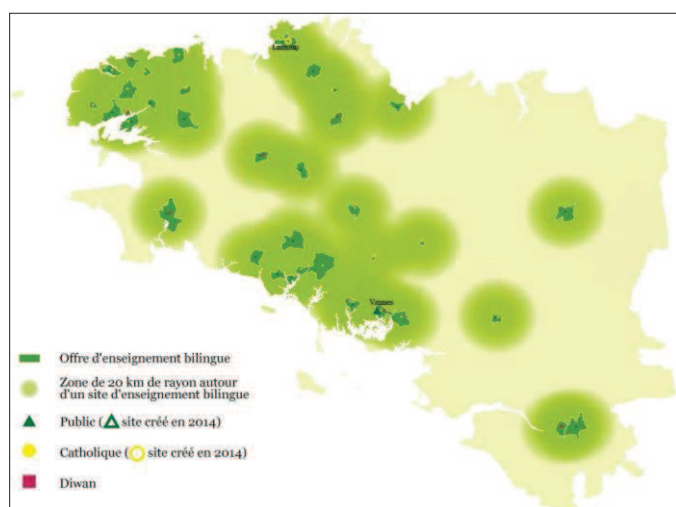 Lannion
Vannes
Offre d'enseignement bilingue
Zone de 20 km de rayon autour
d'un site d'enseignement bilingue
Public ( site créé en 2014)
Catholique ( site créé en 2014)
Diwan